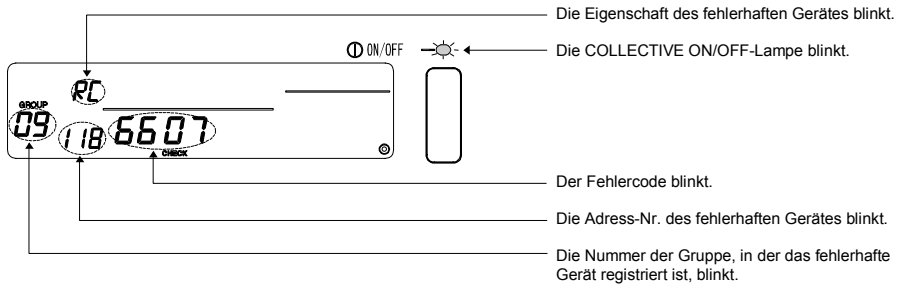 Die Eigenschaft des fehlerhaften Gerätes blinkt.
ON/OFF
Die COLLECTIVE ON/OFF-Lampe blinkt.
RC
GROUP
09
118
6607
CHECK
Der Fehlercode blinkt.
Die Adress-Nr. des fehlerhaften Gerätes blinkt.
Die Nummer der Gruppe, in der das fehlerhafte
Gerät registriert ist, blinkt.